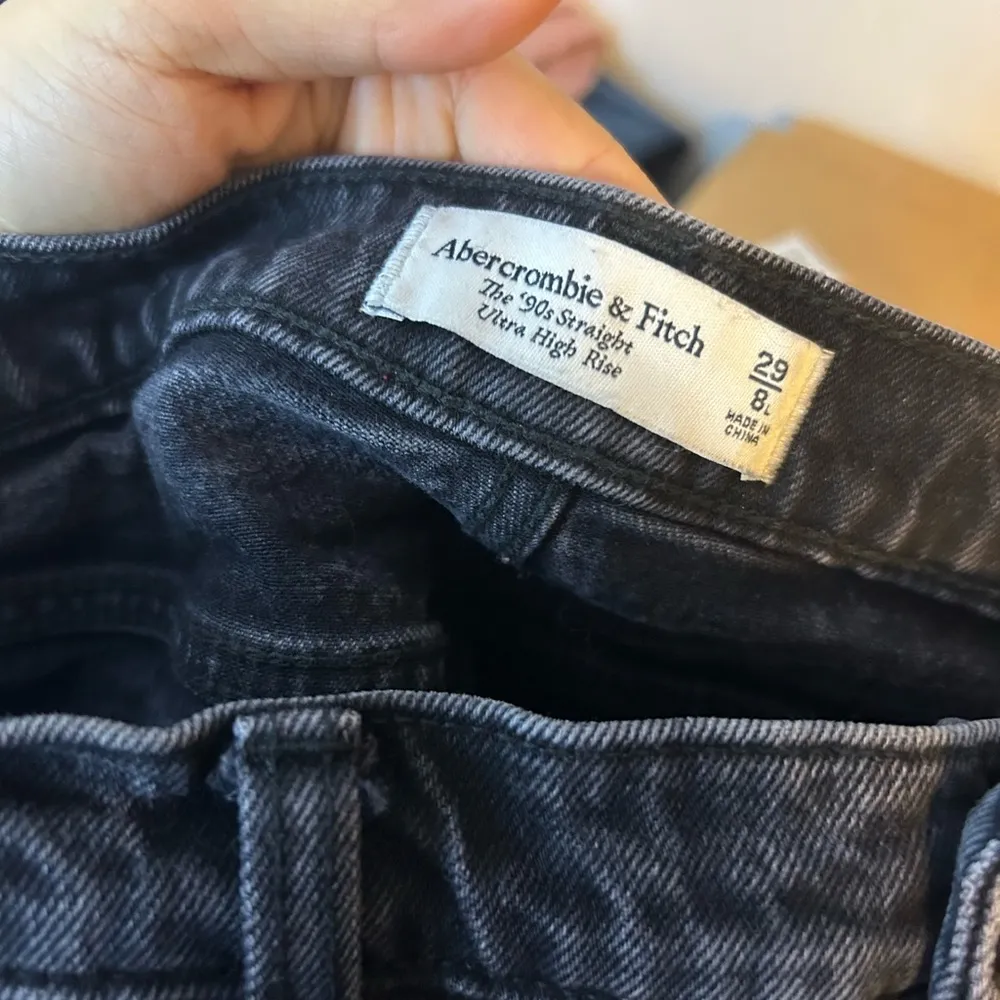 Abercrombie & Fitch
The '90s Straight
Ultra High Rise
29
8L
MADE IN
CHINA